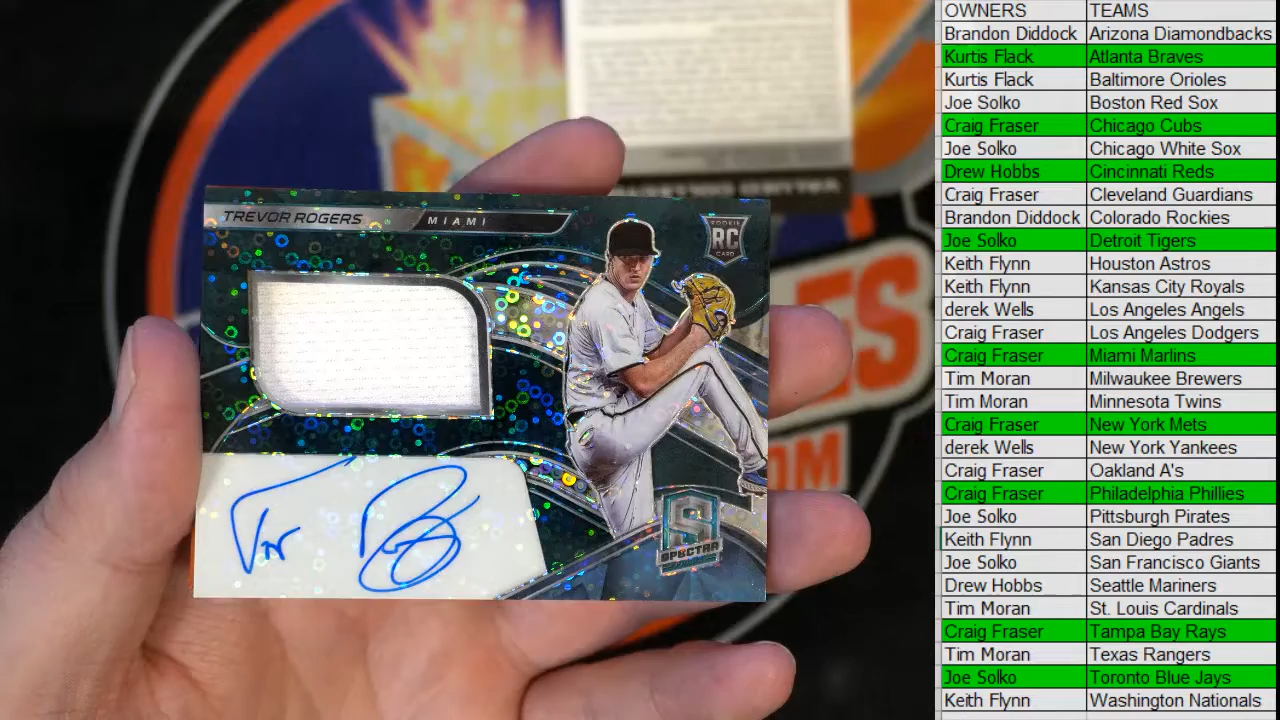 TREVOR ROGERS
MIAMI
ROOKIE
RC
CARD
S
SPECTRA
ES
OM
OWNERS TEAMS
Brandon Diddock Arizona Diamondbacks
Kurtis Flack Atlanta Braves
Kurtis Flack Baltimore Orioles
Joe Solko Boston Red Sox
Craig Fraser Chicago Cubs
Joe Solko Chicago White Sox
Drew Hobbs Cincinnati Reds
Craig Fraser Cleveland Guardians
Brandon Diddock Colorado Rockies
Joe Solko Detroit Tigers
Keith Flynn Houston Astros
Keith Flynn Kansas City Royals
derek Wells Los Angeles Angels
Craig Fraser Los Angeles Dodgers
Craig Fraser Miami Marlins
Tim Moran Milwaukee Brewers
Tim Moran Minnesota Twins
Craig Fraser New York Mets
derek Wells New York Yankees
Craig Fraser Oakland A's
Craig Fraser Philadelphia Phillies
Joe Solko Pittsburgh Pirates
Keith Flynn San Diego Padres
Joe Solko San Francisco Giants
Drew Hobbs Seattle Mariners
Tim Moran St. Louis Cardinals
Craig Fraser Tampa Bay Rays
Tim Moran Texas Rangers
Joe Solko Toronto Blue Jays
Keith Flynn Washington Nationals